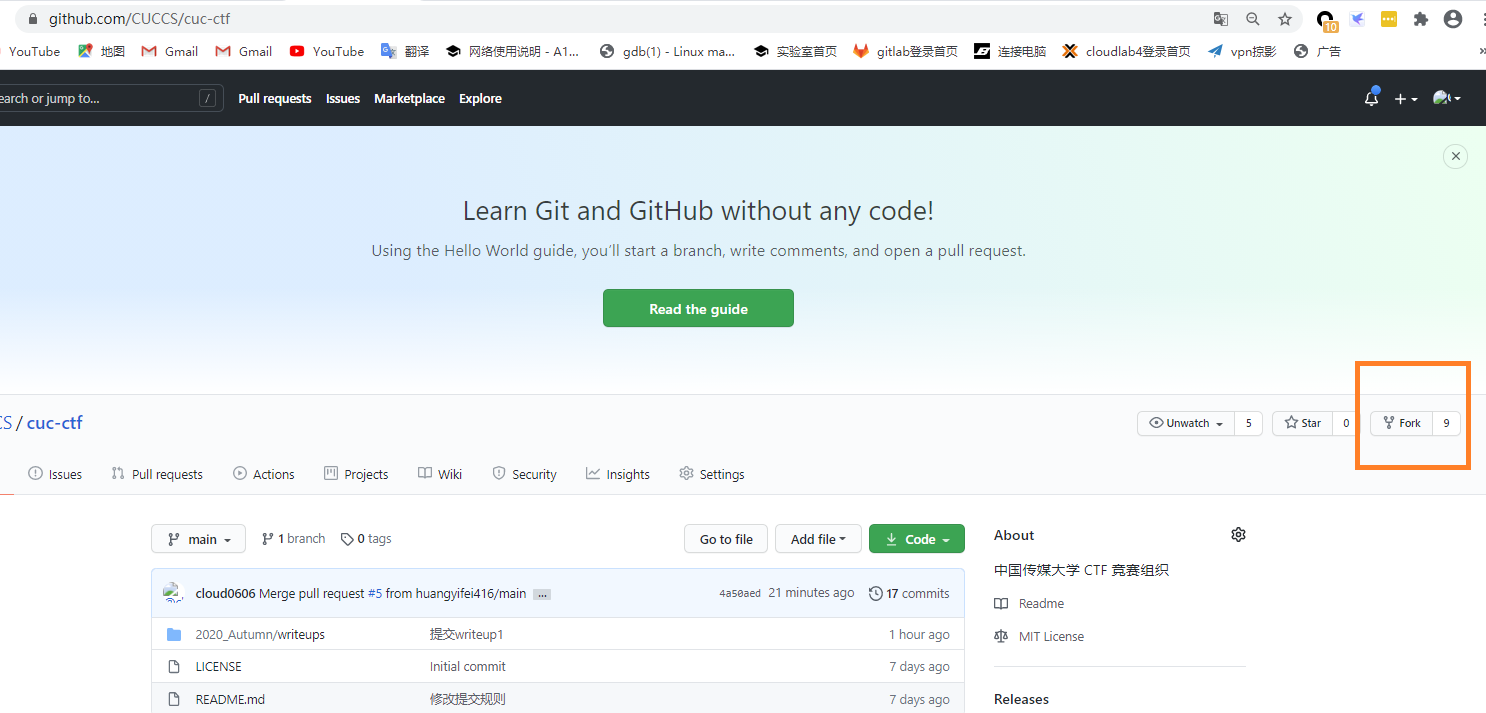 github.com/CUCCS/cuc-ctf
10
YouTube 地图 Gmail Gmail YouTube 翻译 网络使用说明 - A1... gdb(1) - Linux ma... 实验室首页 gitlab登录首页 连接电脑 cloudlab4登录首页 vpn掠影 广告 »
earch or jump to... / Pull requests Issues Marketplace Explore
Learn Git and GitHub without any code!
Using the Hello World guide, you’ll start a branch, write comments, and open a pull request.
Read the guide
CS / cuc-ctf Unwatch 5 Star 0 Fork 9
Issues Pull requests Actions Projects Wiki Security Insights Settings
main 1 branch 0 tags Go to file Add file Code
About
中国传媒大学 CTF 竞赛组织
Readme
MIT License
Releases
cloud0606 Merge pull request #5 from huangyifei416/main ... 4a50aed 21 minutes ago 17 commits
2020_Autumn/writeups 提交writeup1 1 hour ago
LICENSE Initial commit 7 days ago
README.md 修改提交规则 7 days ago